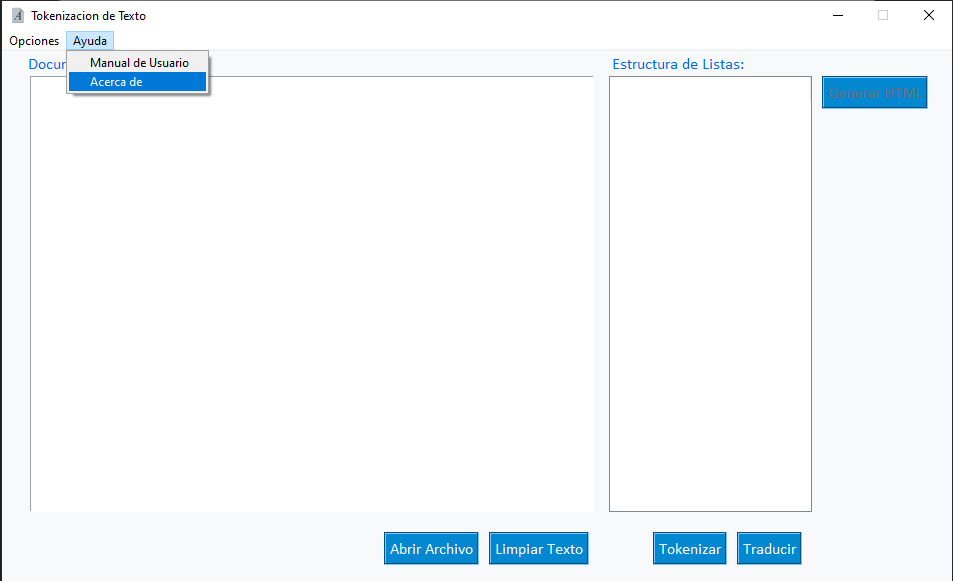 Tokenizacion de Texto
Opciones Ayuda
Manual de Usuario
Acerca de
Docu
Estructura de Listas:
Generar HTML
Abrir Archivo Limpiar Texto Tokenizar Traducir